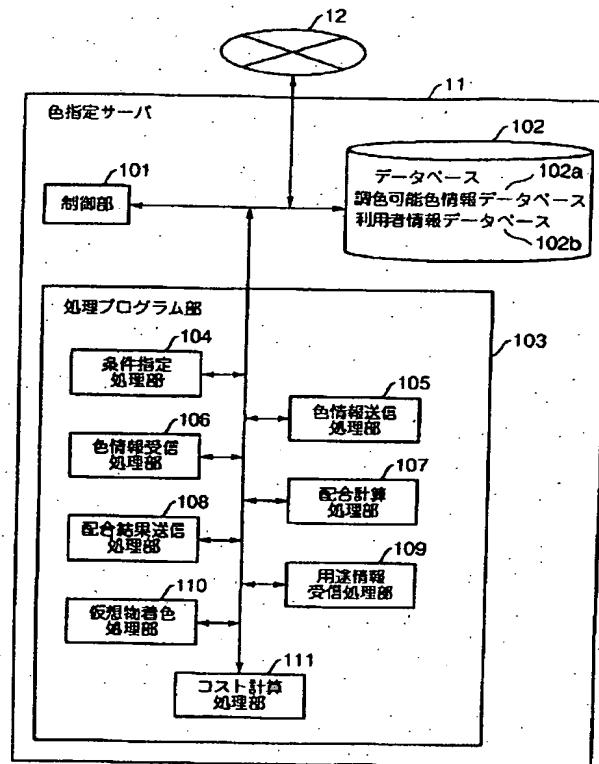 12
11
色指定サーバ
102
101
制御部
データベース
102a
調色可能色情報データベース
利用者情報データベース
102b
処理プログラム部
103
104
条件指定
処理部
105
色情報送信
処理部
106
色情報受信
処理部
107
配合計算
処理部
108
配合結果送信
処理部
109
用途情報
受信処理部
110
仮想物着色
処理部
111
コスト計算
処理部